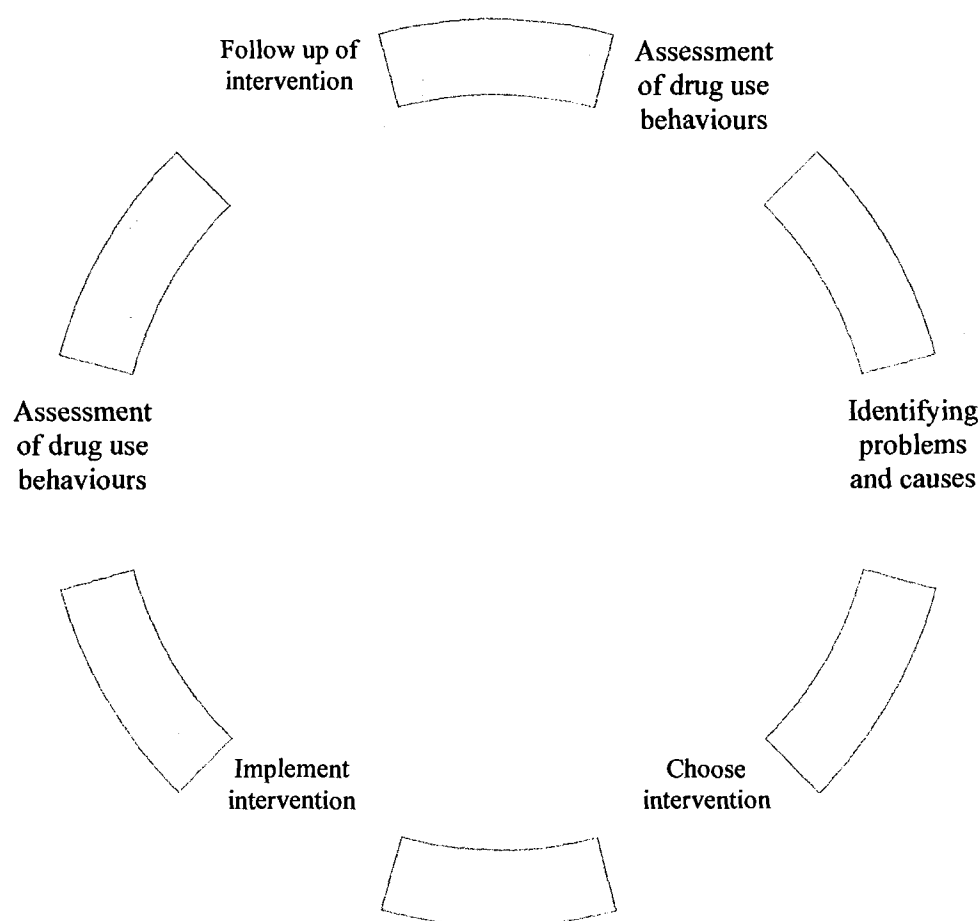 Follow up of
intervention
Assessment
of drug use
behaviours
Identifying
problems
and causes
Choose
intervention
Implement
intervention
Assessment
of drug use
behaviours